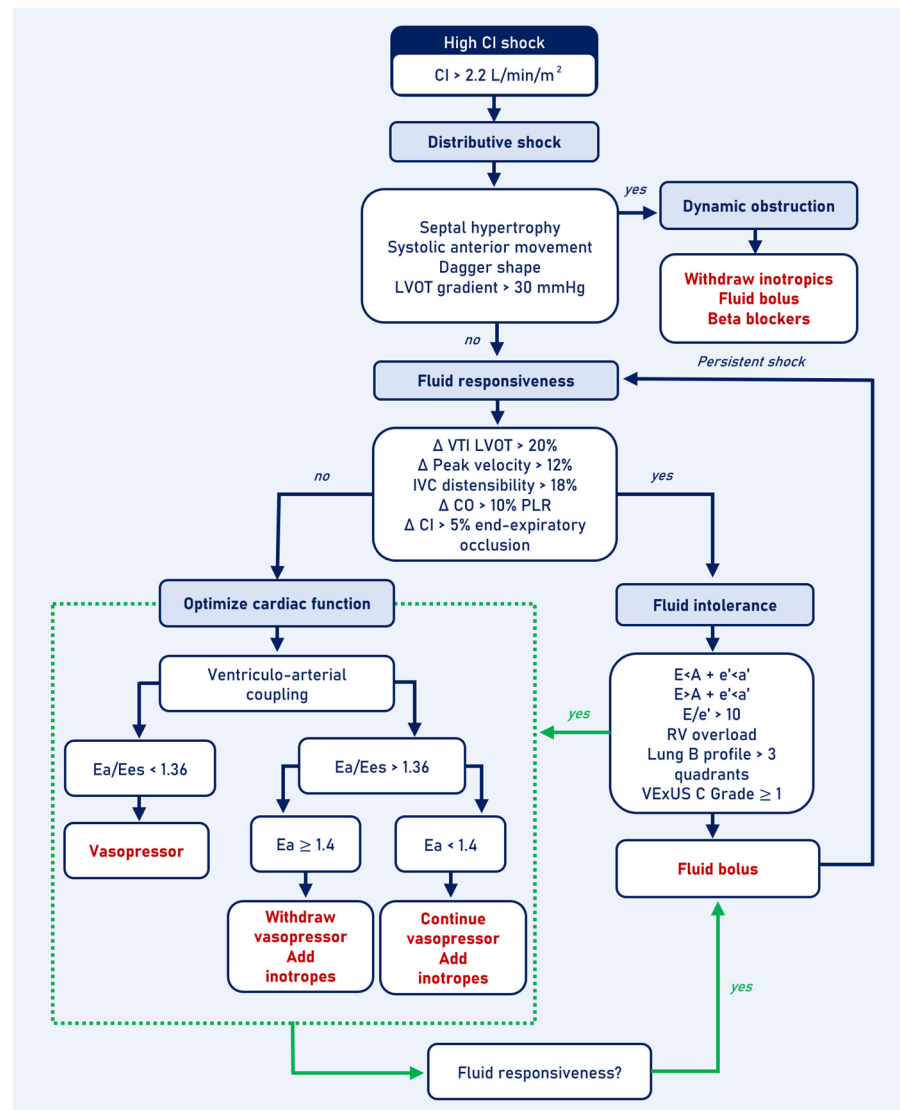 High CI shock
CI > 2.2 L/min/m²
Distributive shock
yes
Septal hypertrophy
Systolic anterior movement
Dagger shape
LVOT gradient > 30 mmHg
Dynamic obstruction
Withdraw inotropics
Fluid bolus
Beta blockers
no
Persistent shock
Fluid responsiveness
Δ VTI LVOT > 20%
Δ Peak velocity > 12%
IVC distensibility > 18%
Δ CO > 10% PLR
Δ CI > 5% end-expiratory
occlusion
no
yes
Optimize cardiac function
Ventriculo-arterial
coupling
Ea/Ees < 1.36
Vasopressor
Ea/Ees > 1.36
Ea ≥ 1.4
Ea < 1.4
Withdraw
vasopressor
Add
inotropes
Continue
vasopressor
Add
inotropes
Fluid intolerance
yes
E<A + e'<a'
E>A + e'<a'
E/e' > 10
RV overload
Lung B profile > 3
quadrants
VExUS C Grade ≥ 1
Fluid bolus
yes
Fluid responsiveness?